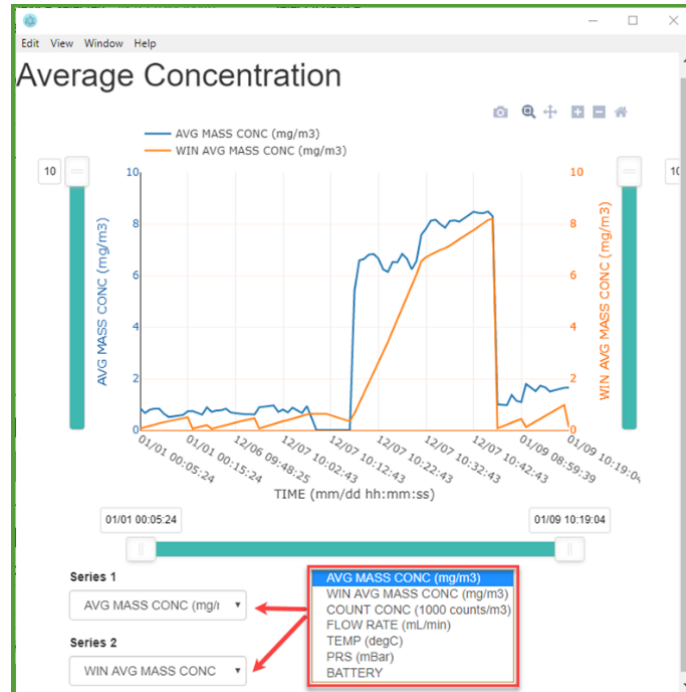 Edit View Window Help
Average Concentration
AVG MASS CONC (mg/m3)
WIN AVG MASS CONC (mg/m3)
10
10
10
10
8
8
6
6
4
4
2
2
0
0
AVG MASS CONC (mg/m3)
WIN AVG MASS CONC (mg/m3)
01/01 00:05:24
01/01 00:15:24
12/06 09:48:25
12/07 10:02:43
12/07 10:12:43
12/07 10:22:43
12/07 10:32:43
12/07 10:42:43
01/09 08:59:39
01/09 10:19:04
TIME (mm/dd hh:mm:ss)
01/01 00:05:24
01/09 10:19:04
Series 1
AVG MASS CONC (mg/r
Series 2
WIN AVG MASS CONC
AVG MASS CONC (mg/m3)
WIN AVG MASS CONC (mg/m3)
COUNT CONC (1000 counts/m3)
FLOW RATE (mL/min)
TEMP (degC)
PRS (mBar)
BATTERY